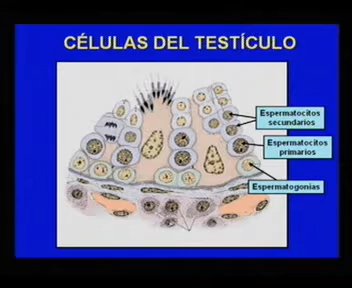 CÉLULAS DEL TESTÍCULO
Espermatocitos
secundarios
Espermatocitos
primarios
Espermatogonias